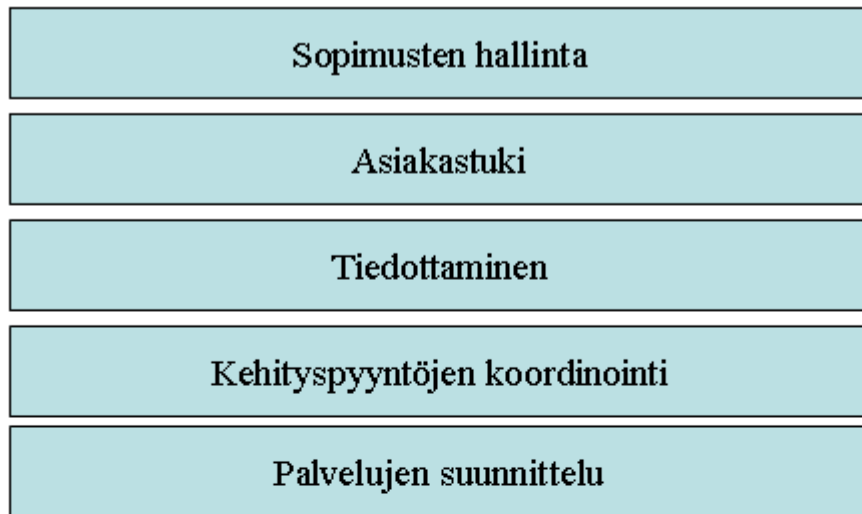 Sopimusten hallinta
Asiakastuki
Tiedottaminen
Kehityspyyntöjen koordinointi
Palvelujen suunnittelu